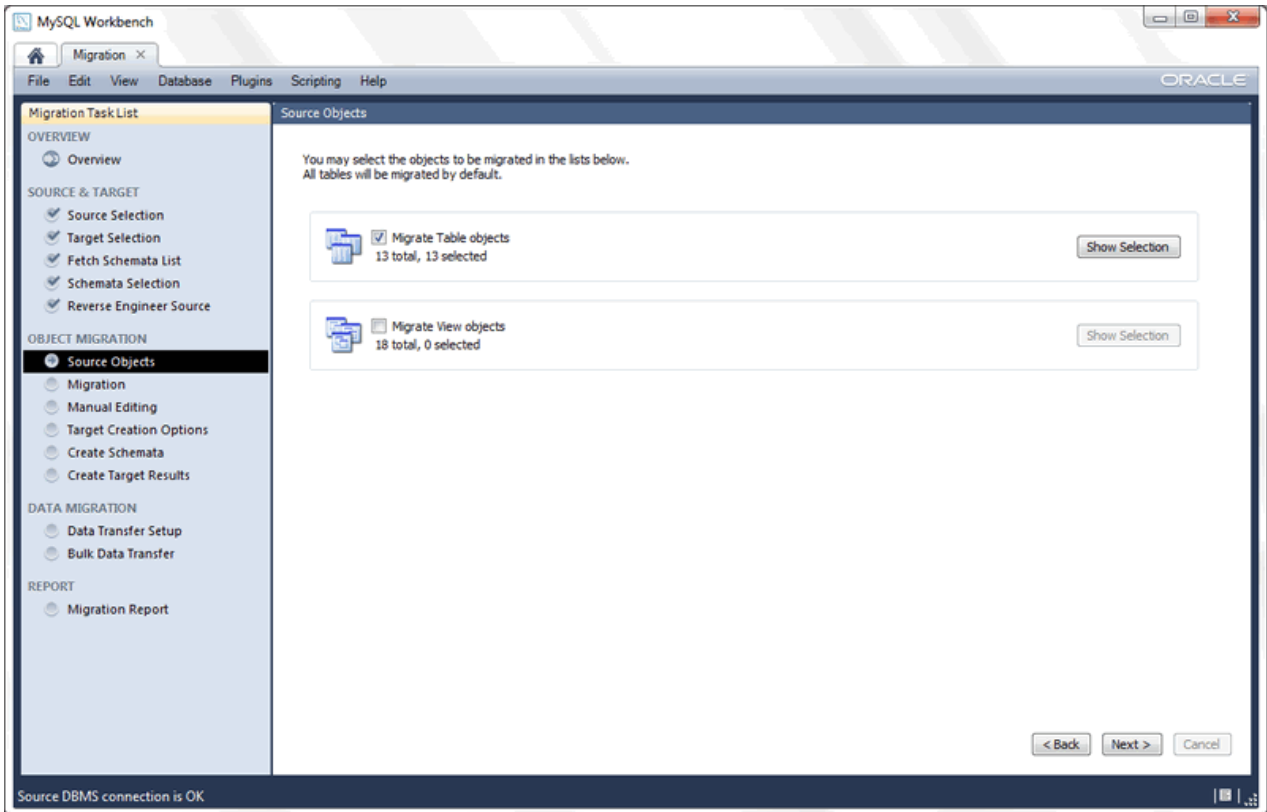 MySQL Workbench
Migration
File Edit View Database Plugins Scripting Help
ORACLE
Migration Task List
OVERVIEW
Overview
SOURCE & TARGET
Source Selection
Target Selection
Fetch Schemata List
Schemata Selection
Reverse Engineer Source
OBJECT MIGRATION
Source Objects
Migration
Manual Editing
Target Creation Options
Create Schemata
Create Target Results
DATA MIGRATION
Data Transfer Setup
Bulk Data Transfer
REPORT
Migration Report
Source Objects
You may select the objects to be migrated in the lists below.
All tables will be migrated by default.
Migrate Table objects
13 total, 13 selected
Show Selection
Migrate View objects
18 total, 0 selected
Show Selection
< Back Next > Cancel
Source DBMS connection is OK